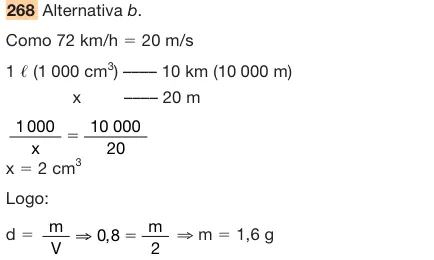 268 Alternativa b.
Como 72 km/h = 20 m/s
1 ℓ (1 000 cm³) —— 10 km (10 000 m)
x —— 20 m
1 000 / x = 10 000 / 20
x = 2 cm³
Logo:
d = m / V ⇒ 0,8 = m / 2 ⇒ m = 1,6 g